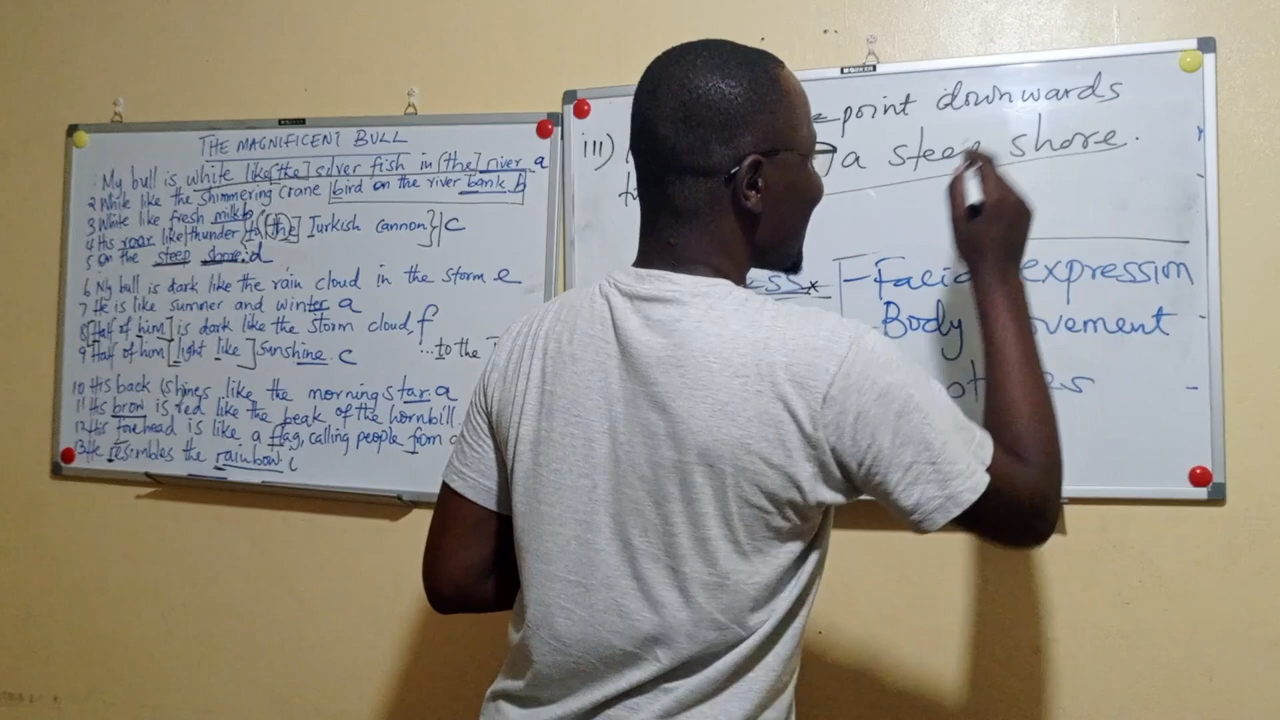 THE MAGNIFICENT BULL
1 My bull is white like [the] silver fish in [the] river a
2 White like the shimmering crane bird on the river bank b
3 White like fresh milk b
4 His roar like thunder to [the] Turkish cannon} c
5 On the steep shore. d
6 My bull is dark like the rain cloud in the storm e
7 He is like summer and winter a
8 [Half of him] is dark like the storm cloud, f
9 Half of him [light like] sunshine. c
...to the
10 His back shines like the morning star. a
11 His brow is red like the beak of the hornbill
12 His forehead is like a flag, calling people from
13 He resembles the rainbow. i
point downwards
iii) a steep shore.
ess* - Facial expression
Body